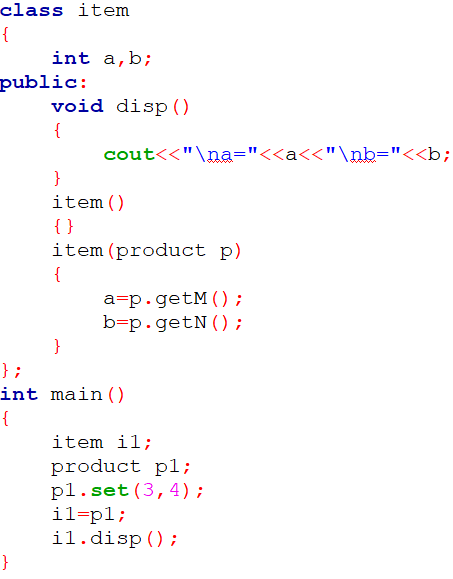 class item
{
    int a,b;
public:
    void disp()
    {
        cout<<"\na="<<a<<"\nb="<<b;
    }
    item()
    {}
    item(product p)
    {
        a=p.getM();
        b=p.getN();
    }
};
int main()
{
    item i1;
    product p1;
    p1.set(3,4);
    i1=p1;
    i1.disp();
}